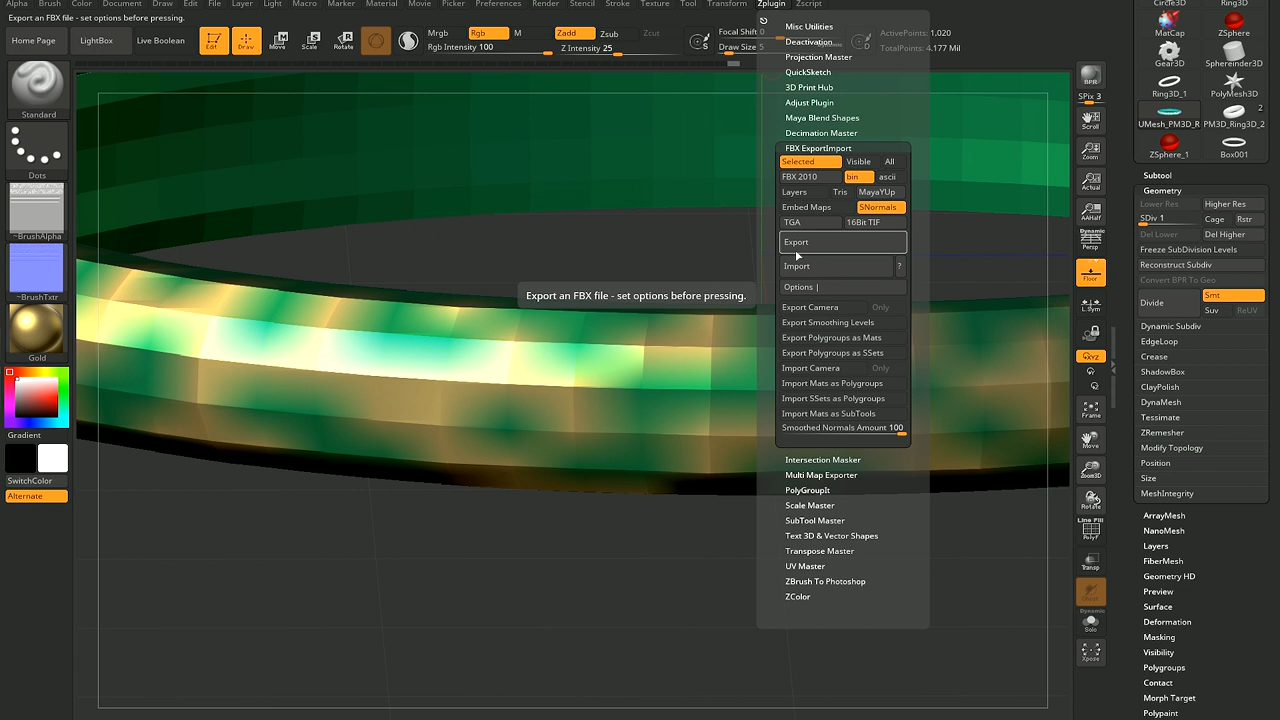 Alpha Brush Color Document Draw Edit File Layer Light Macro Marker Material Movie Picker Preferences Render Stencil Stroke Texture Tool Transform Zplugin Zscript
Export an FBX file - set options before pressing.
Home Page
LightBox
Live Boolean
Edit
Draw
Move
Scale
Rotate
Mrgb Rgb M
Rgb Intensity 100
Zadd Zsub Zcut
Z Intensity 25
Focal Shift 0
Draw Size 5
ActivePoints: 1,020
TotalPoints: 4.177 Mil
Standard
Dots
~BrushAlpha
~BrushTxtr
Gold
Gradient
SwitchColor
Alternate
Misc Utilities
Deactivation
Projection Master
QuickSketch
3D Print Hub
Adjust Plugin
Maya Blend Shapes
Decimation Master
FBX ExportImport
Selected Visible All
FBX 2010 bin ascii
Layers Tris MayaYUp
Embed Maps SNormals
TGA 16Bit TIF
Export
Import ?
Options |
Export an FBX file - set options before pressing.
Export Camera Only
Export Smoothing Levels
Export Polygroups as Mats
Export Polygroups as SSets
Import Camera Only
Import Mats as Polygroups
Import SSets as Polygroups
Import Mats as SubTools
Smoothed Normals Amount 100
Intersection Masker
Multi Map Exporter
PolyGroupIt
Scale Master
SubTool Master
Text 3D & Vector Shapes
Transpose Master
UV Master
ZBrush To Photoshop
ZColor
BPR
SPix 3
Scroll
Zoom
Actual
AAHalf
Dynamic
Persp
Floor
L.Sym
XYZ
Frame
Move
Zoom3D
Rotate
Line Fill
PolyF
Transp
Ghost
Dynamic
Solo
Xpose
Circle3D Ring3D
MatCap ZSphere
Gear3D Sphereinder3D
Ring3D_1 PolyMesh3D
2
UMesh_PM3D_R PM3D_Ring3D_2
ZSphere_1 Box001
Subtool
Geometry
Lower Res Higher Res
SDiv 1 Cage Rstr
Del Lower Del Higher
Freeze SubDivision Levels
Reconstruct Subdiv
Convert BPR To Geo
Divide Smt
Suv ReUV
Dynamic Subdiv
EdgeLoop
Crease
ShadowBox
ClayPolish
DynaMesh
Tessimate
ZRemesher
Modify Topology
Position
Size
MeshIntegrity
ArrayMesh
NanoMesh
Layers
FiberMesh
Geometry HD
Preview
Surface
Deformation
Masking
Visibility
Polygroups
Contact
Morph Target
Polypaint